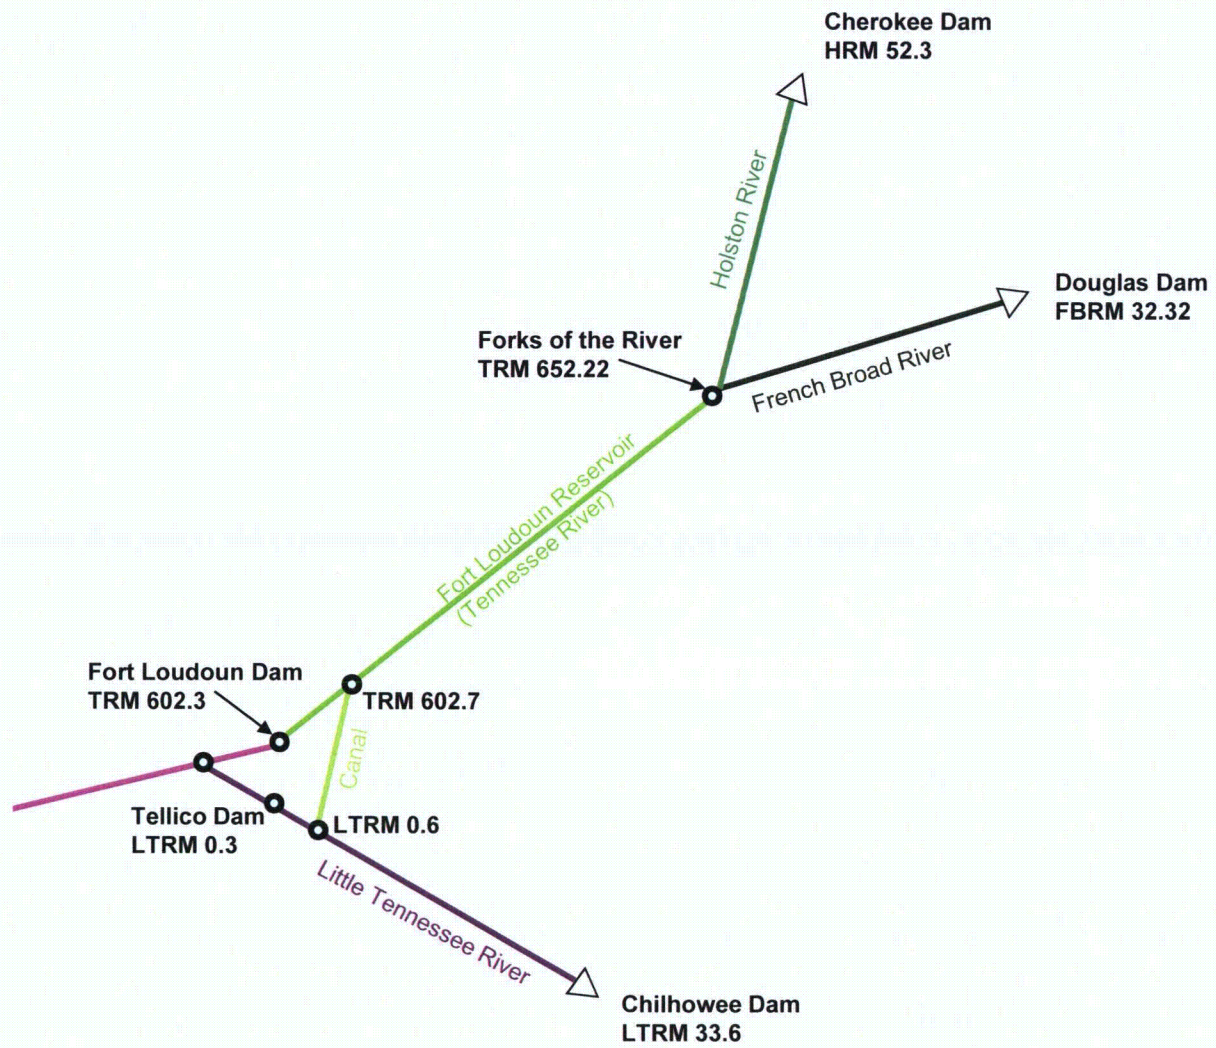 Cherokee Dam
HRM 52.3
Holston River
Douglas Dam
FBRM 32.32
Forks of the River
TRM 652.22
French Broad River
Fort Loudoun Reservoir
(Tennessee River)
Fort Loudoun Dam
TRM 602.3
TRM 602.7
Canal
Tellico Dam
LTRM 0.3
LTRM 0.6
Little Tennessee River
Chilhowee Dam
LTRM 33.6